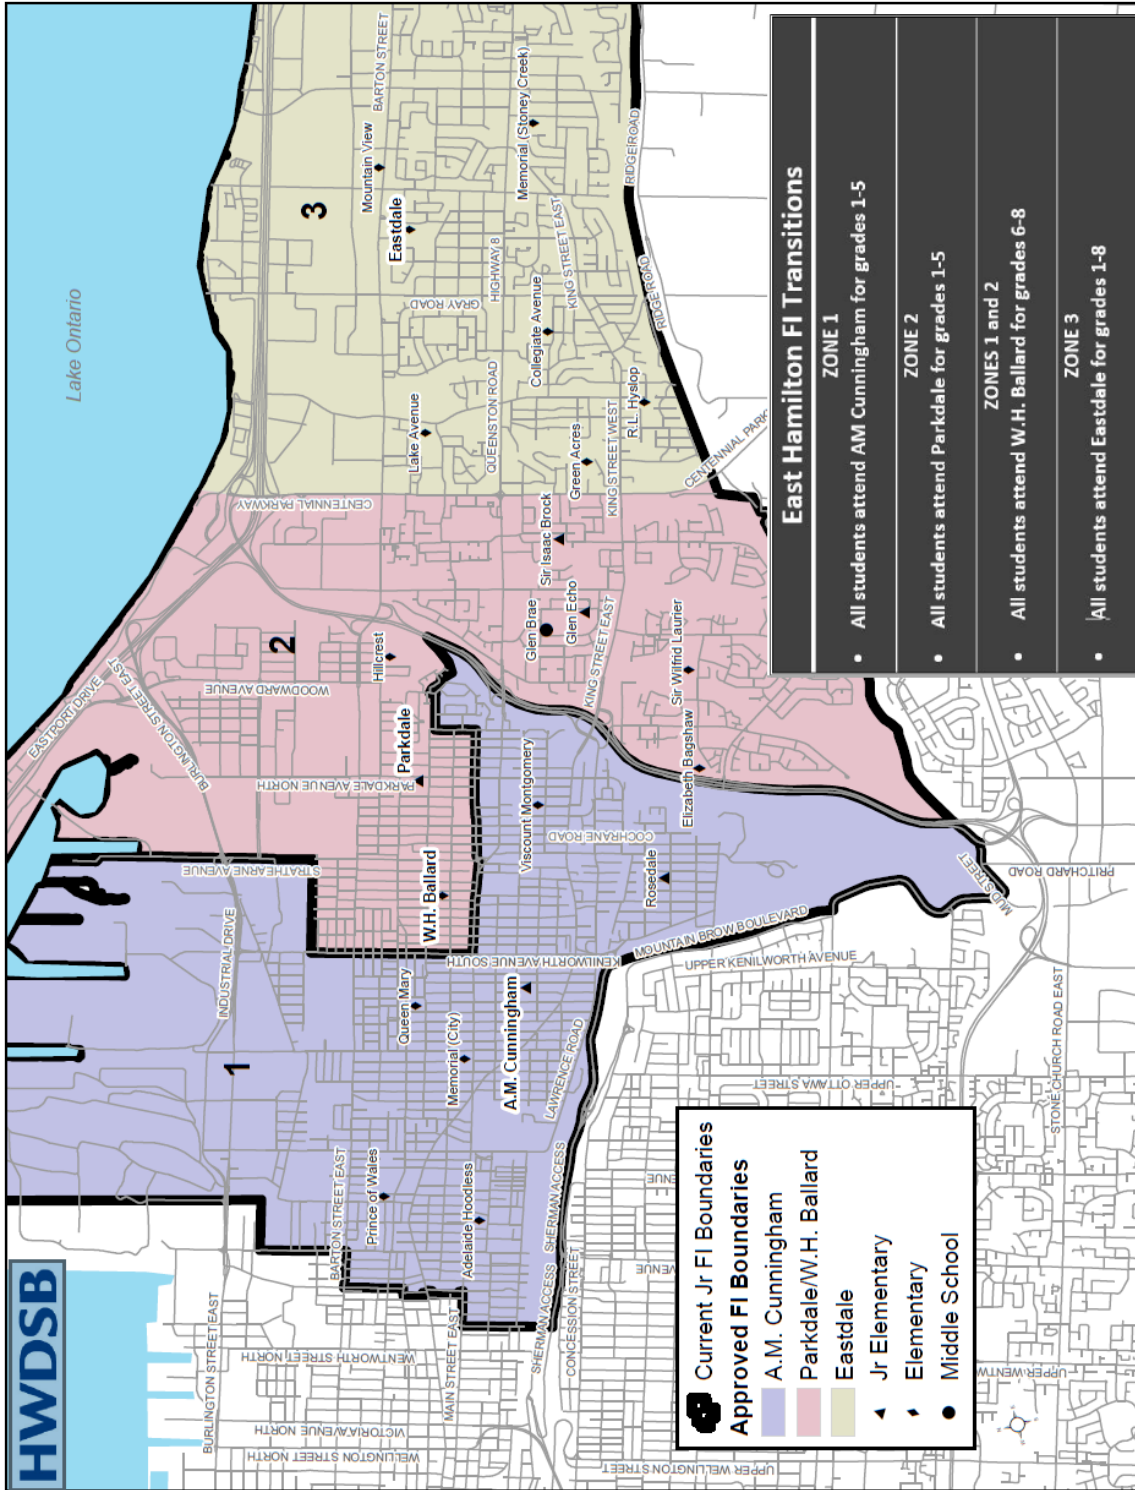 HWDSB
Lake Ontario
EASTPORT DRIVE
BURLINGTON STREET EAST
WOODWARD AVENUE
CENTENNIAL PARKWAY
BARTON STREET
Mountain View
3
Eastdale
GRAY ROAD
HIGHWAY 8
Memorial (Stoney Creek)
KING STREET EAST
Collegiate Avenue
RIDGE ROAD
RIDGE ROAD
Lake Avenue
QUEENSTON ROAD
Green Acres
KING STREET WEST
R.L. Hyslop
CENTENNIAL PARK
2
Hillcrest
Sir Isaac Brock
Glen Brae
Glen Echo
KING STREET EAST
Sir Wilfrid Laurier
Elizabeth Bagshaw
Parkdale
PARKDALE AVENUE NORTH
STRATHEARNE AVENUE
W.H. Ballard
Viscount Montgomery
COCHRANE ROAD
Rosedale
MUD STREET
PRITCHARD ROAD
INDUSTRIAL DRIVE
1
Queen Mary
KENILWORTH AVENUE SOUTH
MOUNTAIN BROW BOULEVARD
UPPER KENILWORTH AVENUE
Memorial (City)
A.M. Cunningham
LAWRENCE ROAD
UPPER OTTAWA STREET
STONE CHURCH ROAD EAST
BARTON STREET EAST
Prince of Wales
Adelaide Hoodless
SHERMAN ACCESS
SHERMAN ACCESS
CONCESSION STREET
BURLINGTON STREET EAST
WENTWORTH STREET NORTH
MAIN STREET EAST
VICTORIA AVENUE NORTH
WELLINGTON STREET NORTH
UPPER WELLINGTON STREET
UPPER WENTW
AVENUE
Current Jr FI Boundaries
Approved FI Boundaries
A.M. Cunningham
Parkdale/W.H. Ballard
Eastdale
Jr Elementary
Elementary
Middle School
East Hamilton FI Transitions
ZONE 1
• All students attend AM Cunningham for grades 1-5
ZONE 2
• All students attend Parkdale for grades 1-5
ZONES 1 and 2
• All students attend W.H. Ballard for grades 6-8
ZONE 3
• All students attend Eastdale for grades 1-8